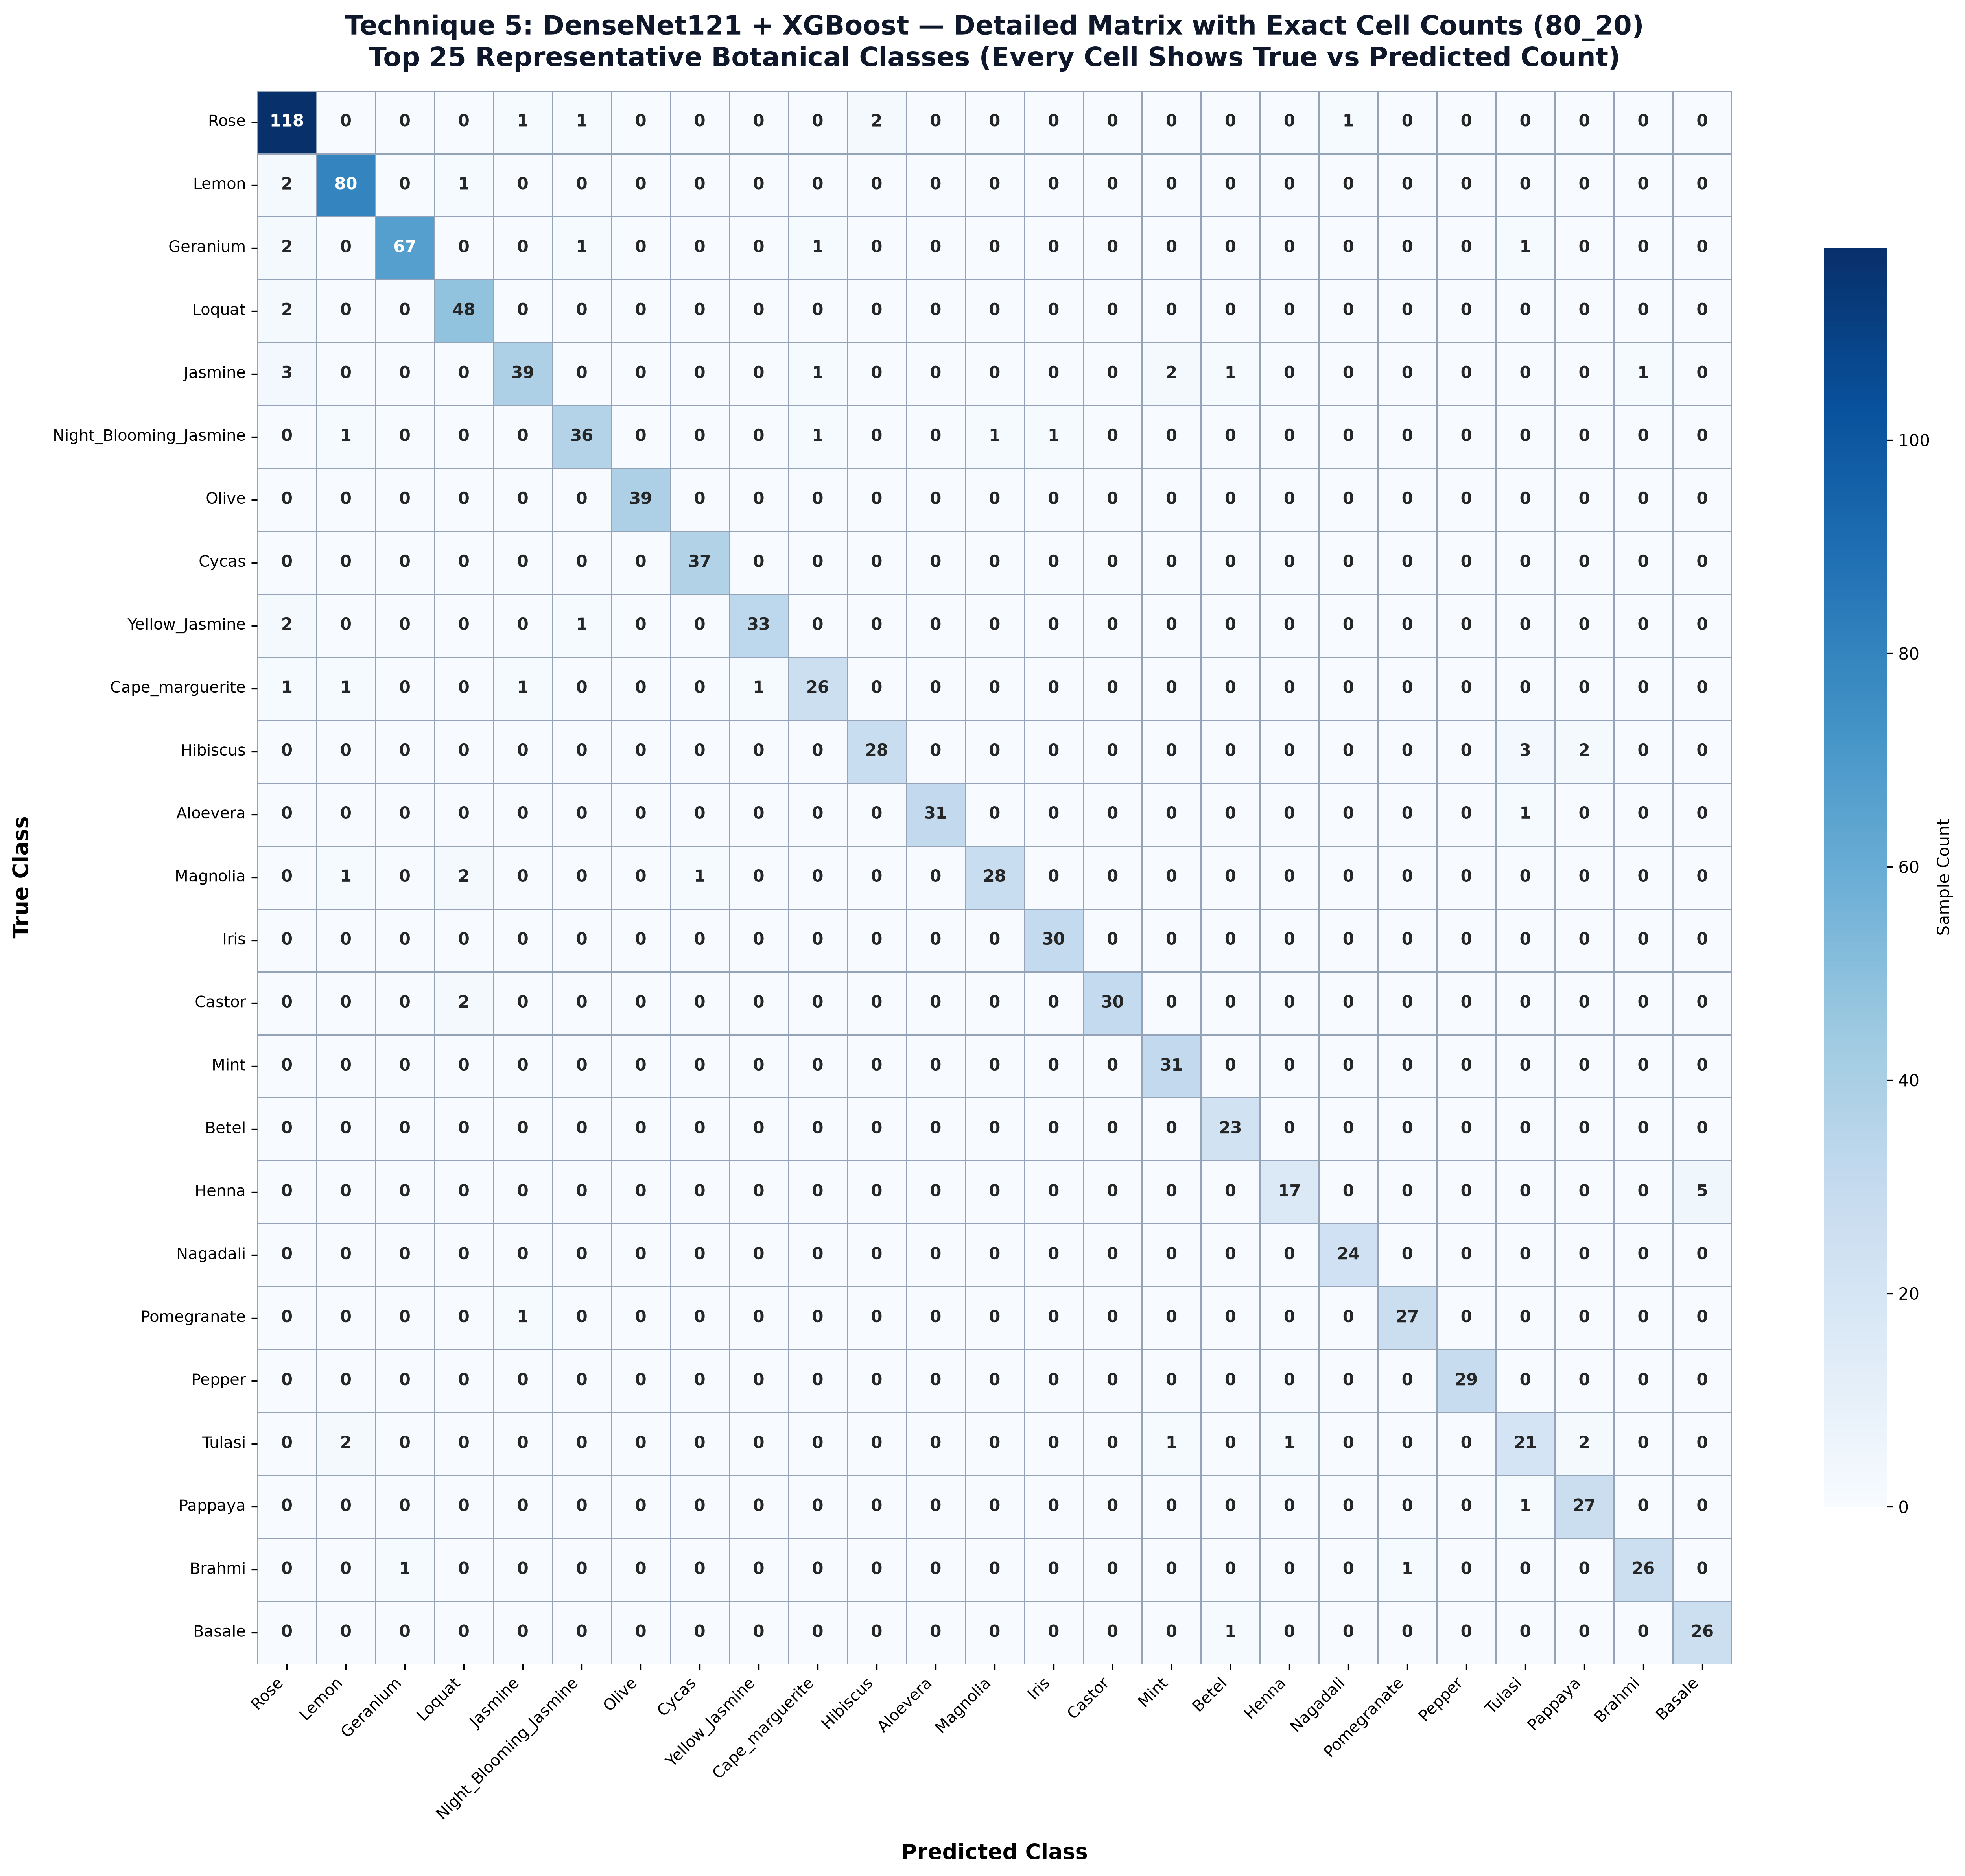 Technique 5: DenseNet121 + XGBoost — Detailed Matrix with Exact Cell Counts (80_20)
Top 25 Representative Botanical Classes (Every Cell Shows True vs Predicted Count)
Rose 118 0 0 0 1 1 0 0 0 0 2 0 0 0 0 0 0 0 1 0 0 0 0 0 0
Lemon 2 80 0 1 0 0 0 0 0 0 0 0 0 0 0 0 0 0 0 0 0 0 0 0 0
Geranium 2 0 67 0 0 1 0 0 0 1 0 0 0 0 0 0 0 0 0 0 0 1 0 0 0
Loquat 2 0 0 48 0 0 0 0 0 0 0 0 0 0 0 0 0 0 0 0 0 0 0 0 0
Jasmine 3 0 0 0 39 0 0 0 0 1 0 0 0 0 0 2 1 0 0 0 0 0 0 1 0
Night_Blooming_Jasmine 0 1 0 0 0 36 0 0 0 1 0 0 1 1 0 0 0 0 0 0 0 0 0 0 0
Olive 0 0 0 0 0 0 39 0 0 0 0 0 0 0 0 0 0 0 0 0 0 0 0 0 0
Cycas 0 0 0 0 0 0 0 37 0 0 0 0 0 0 0 0 0 0 0 0 0 0 0 0 0
Yellow_Jasmine 2 0 0 0 0 1 0 0 33 0 0 0 0 0 0 0 0 0 0 0 0 0 0 0 0
Cape_marguerite 1 1 0 0 1 0 0 0 1 26 0 0 0 0 0 0 0 0 0 0 0 0 0 0 0
Hibiscus 0 0 0 0 0 0 0 0 0 0 28 0 0 0 0 0 0 0 0 0 0 3 2 0 0
Aloevera 0 0 0 0 0 0 0 0 0 0 0 31 0 0 0 0 0 0 0 0 0 1 0 0 0
Magnolia 0 1 0 2 0 0 0 1 0 0 0 0 28 0 0 0 0 0 0 0 0 0 0 0 0
Iris 0 0 0 0 0 0 0 0 0 0 0 0 0 30 0 0 0 0 0 0 0 0 0 0 0
Castor 0 0 0 2 0 0 0 0 0 0 0 0 0 0 30 0 0 0 0 0 0 0 0 0 0
Mint 0 0 0 0 0 0 0 0 0 0 0 0 0 0 0 31 0 0 0 0 0 0 0 0 0
Betel 0 0 0 0 0 0 0 0 0 0 0 0 0 0 0 0 23 0 0 0 0 0 0 0 0
Henna 0 0 0 0 0 0 0 0 0 0 0 0 0 0 0 0 0 17 0 0 0 0 0 0 5
Nagadali 0 0 0 0 0 0 0 0 0 0 0 0 0 0 0 0 0 0 24 0 0 0 0 0 0
Pomegranate 0 0 0 0 1 0 0 0 0 0 0 0 0 0 0 0 0 0 0 27 0 0 0 0 0
Pepper 0 0 0 0 0 0 0 0 0 0 0 0 0 0 0 0 0 0 0 0 29 0 0 0 0
Tulasi 0 2 0 0 0 0 0 0 0 0 0 0 0 0 0 1 0 1 0 0 0 21 2 0 0
Pappaya 0 0 0 0 0 0 0 0 0 0 0 0 0 0 0 0 0 0 0 0 0 1 27 0 0
Brahmi 0 0 1 0 0 0 0 0 0 0 0 0 0 0 0 0 0 0 0 1 0 0 0 26 0
Basale 0 0 0 0 0 0 0 0 0 0 0 0 0 0 0 0 1 0 0 0 0 0 0 0 26
Rose Lemon Geranium Loquat Jasmine Night_Blooming_Jasmine Olive Cycas Yellow_Jasmine Cape_marguerite Hibiscus Aloevera Magnolia Iris Castor Mint Betel Henna Nagadali Pomegranate Pepper Tulasi Pappaya Brahmi Basale
Predicted Class
True Class
100
80
60
40
20
0
Sample Count